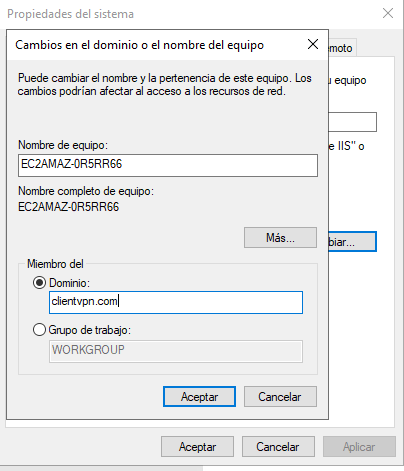 Propiedades del sistema
Cambios en el dominio o el nombre del equipo
emoto
Puede cambiar el nombre y la pertenencia de este equipo. Los
cambios podrían afectar al acceso a los recursos de red.
u equipo
Nombre de equipo:
e IIS" o
EC2AMAZ-0R5RR66
Nombre completo de equipo:
EC2AMAZ-0R5RR66
Más...
biar...
Miembro del
Dominio:
clientvpn.com
Grupo de trabajo:
WORKGROUP
Aceptar
Cancelar
Aceptar
Cancelar
Aplicar